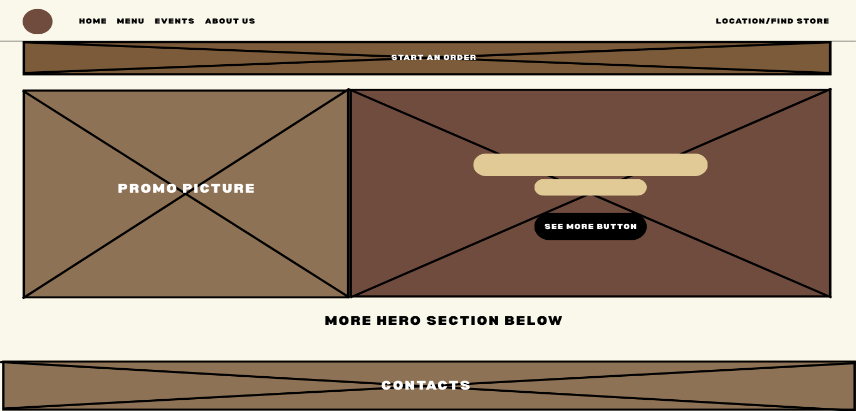 HOME MENU EVENTS ABOUT US LOCATION/FIND STORE
START AN ORDER
PROMO PICTURE
SEE MORE BUTTON
MORE HERO SECTION BELOW
CONTACTS